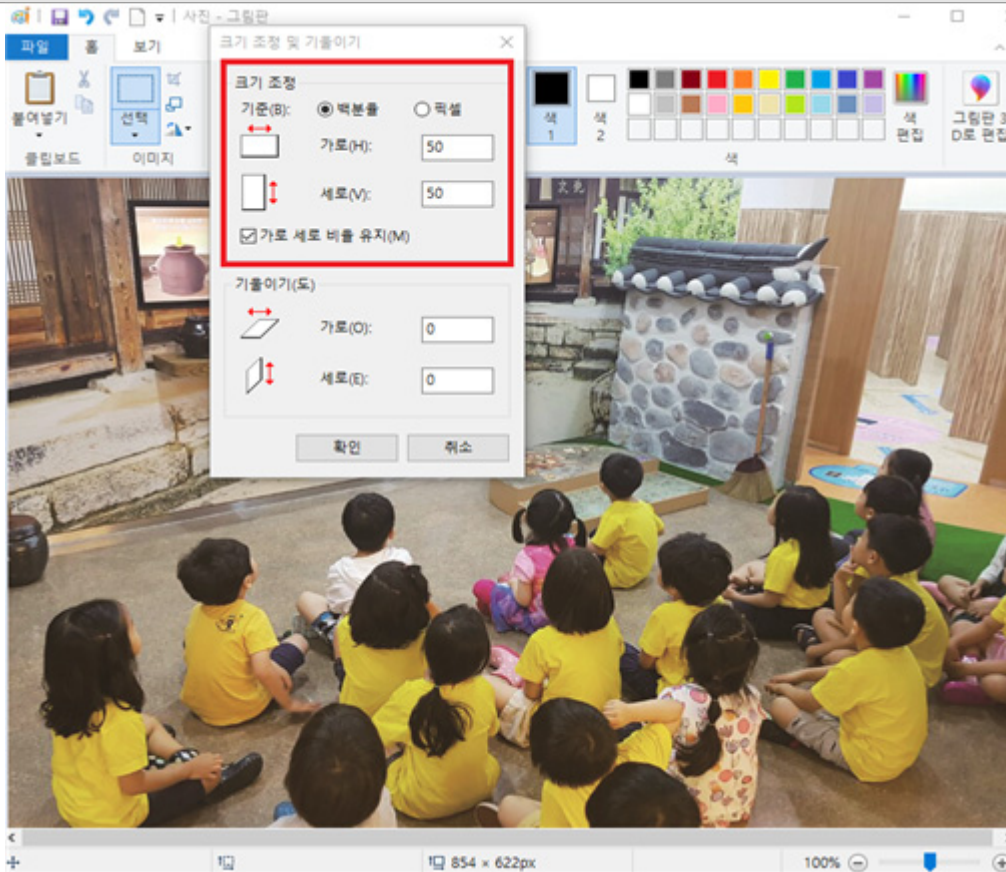 사진 - 그림판
파일 홈 보기
붙여넣기
클립보드
선택
이미지
색
1
색
2
색
편집
색
그림판 3
D로 편집
크기 조정 및 기울이기
크기 조정
기준(B): 백분율 픽셀
가로(H): 50
세로(V): 50
가로 세로 비율 유지(M)
기울이기(도)
가로(O): 0
세로(E): 0
확인 취소
854 × 622px
100%